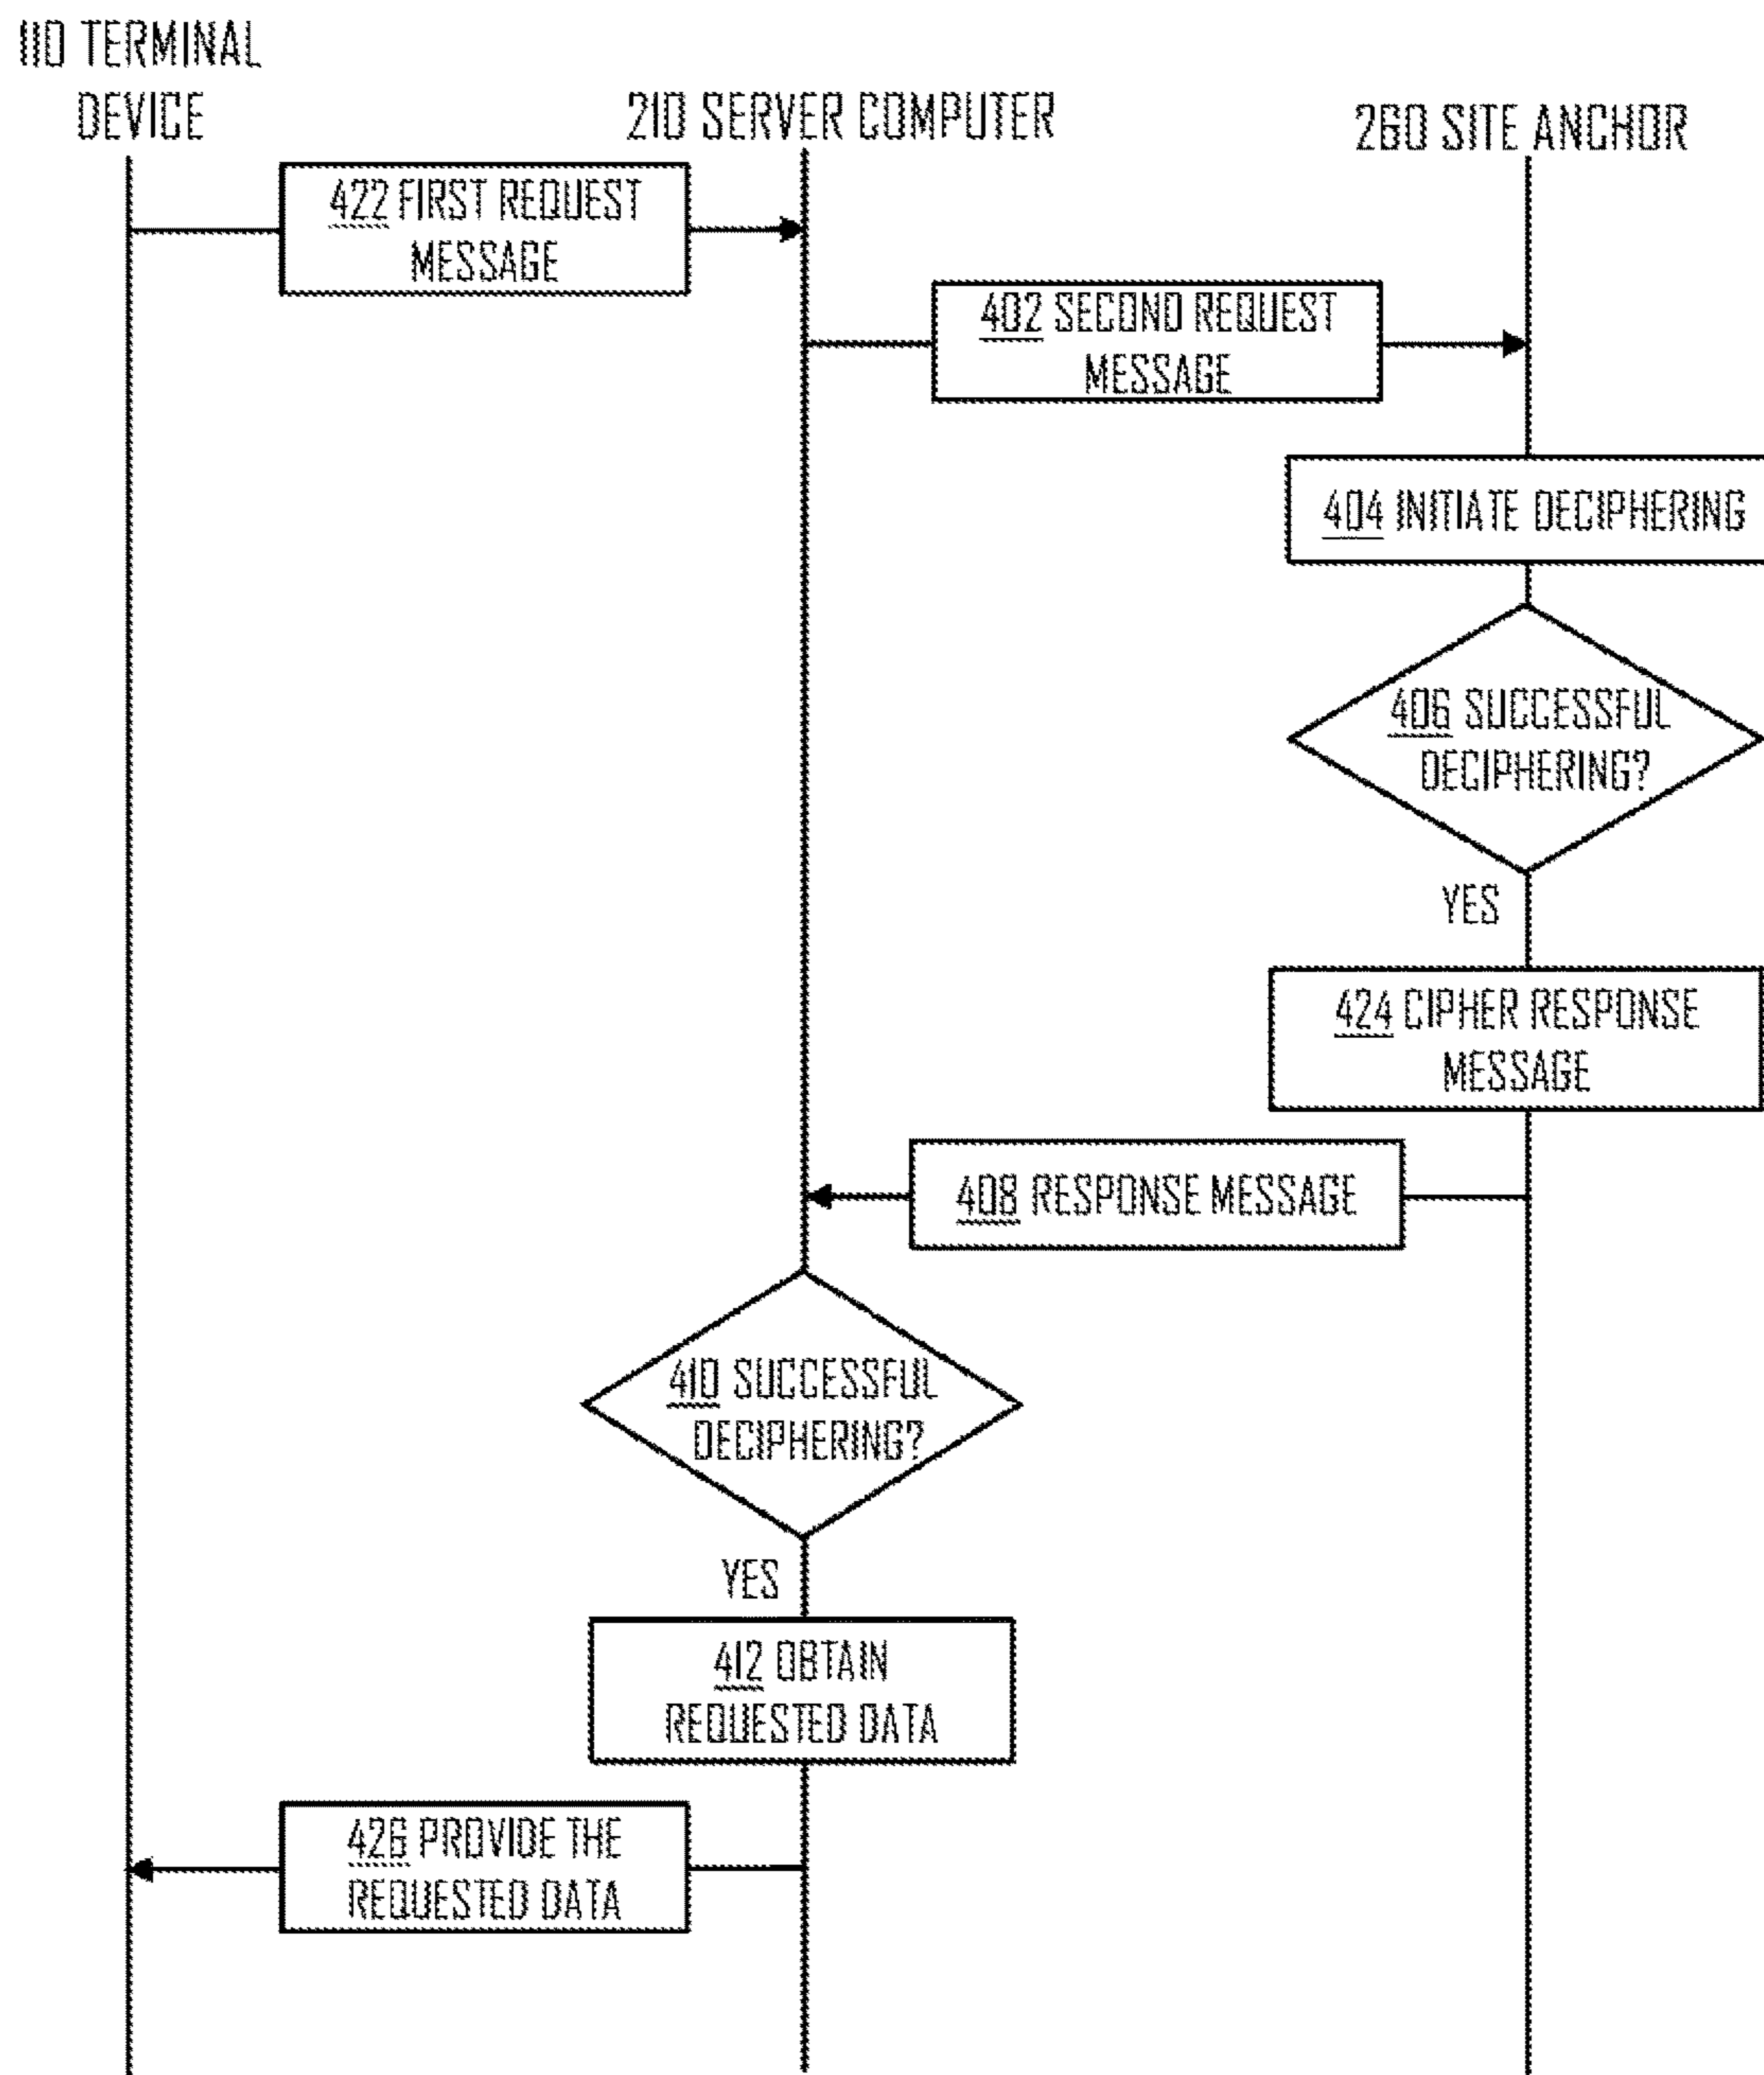 110 TERMINAL
DEVICE
210 SERVER COMPUTER
260 SITE ANCHOR
422 FIRST REQUEST
MESSAGE
402 SECOND REQUEST
MESSAGE
404 INITIATE DECIPHERING
406 SUCCESSFUL
DECIPHERING?
YES
424 CIPHER RESPONSE
MESSAGE
408 RESPONSE MESSAGE
410 SUCCESSFUL
DECIPHERING?
YES
412 OBTAIN
REQUESTED DATA
426 PROVIDE THE
REQUESTED DATA